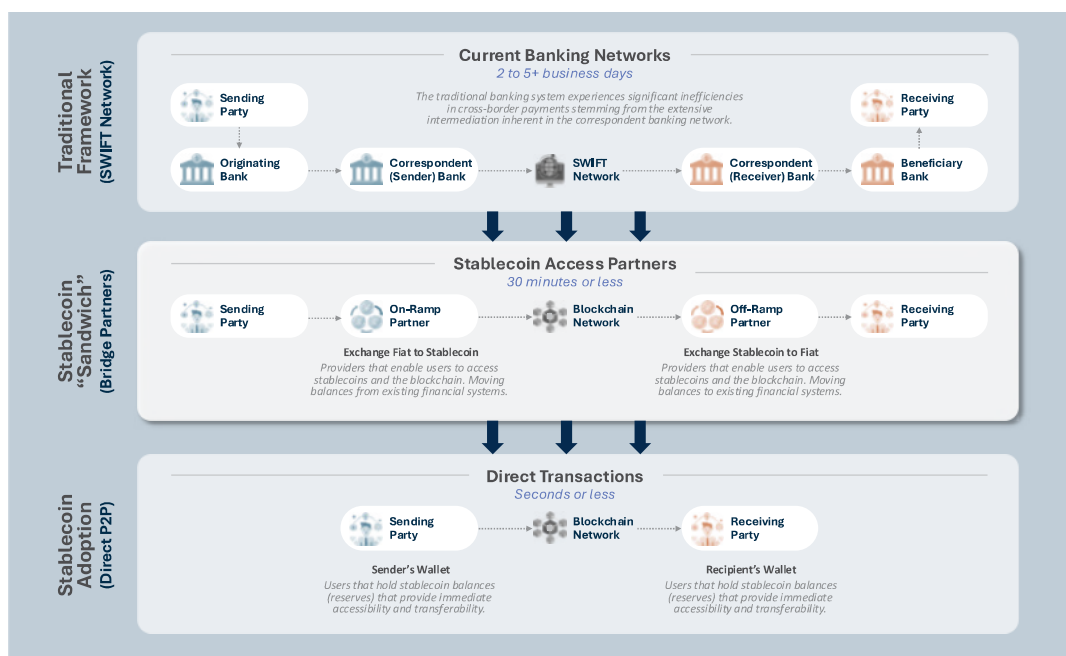 Traditional
Framework
(SWIFT Network)
Current Banking Networks
2 to 5+ business days
The traditional banking system experiences significant inefficiencies
in cross-border payments stemming from the extensive
intermediation inherent in the correspondent banking network.
Sending
Party
Receiving
Party
Originating
Bank
Correspondent
(Sender) Bank
SWIFT
Network
Correspondent
(Receiver) Bank
Beneficiary
Bank
Stablecoin
“Sandwich”
(Bridge Partners)
Stablecoin Access Partners
30 minutes or less
Sending
Party
On-Ramp
Partner
Blockchain
Network
Off-Ramp
Partner
Receiving
Party
Exchange Fiat to Stablecoin
Providers that enable users to access
stablecoins and the blockchain. Moving
balances from existing financial systems.
Exchange Stablecoin to Fiat
Providers that enable users to access
stablecoins and the blockchain. Moving
balances to existing financial systems.
Stablecoin
Adoption
(Direct P2P)
Direct Transactions
Seconds or less
Sending
Party
Blockchain
Network
Receiving
Party
Sender’s Wallet
Users that hold stablecoin balances
(reserves) that provide immediate
accessibility and transferability.
Recipient’s Wallet
Users that hold stablecoin balances
(reserves) that provide immediate
accessibility and transferability.